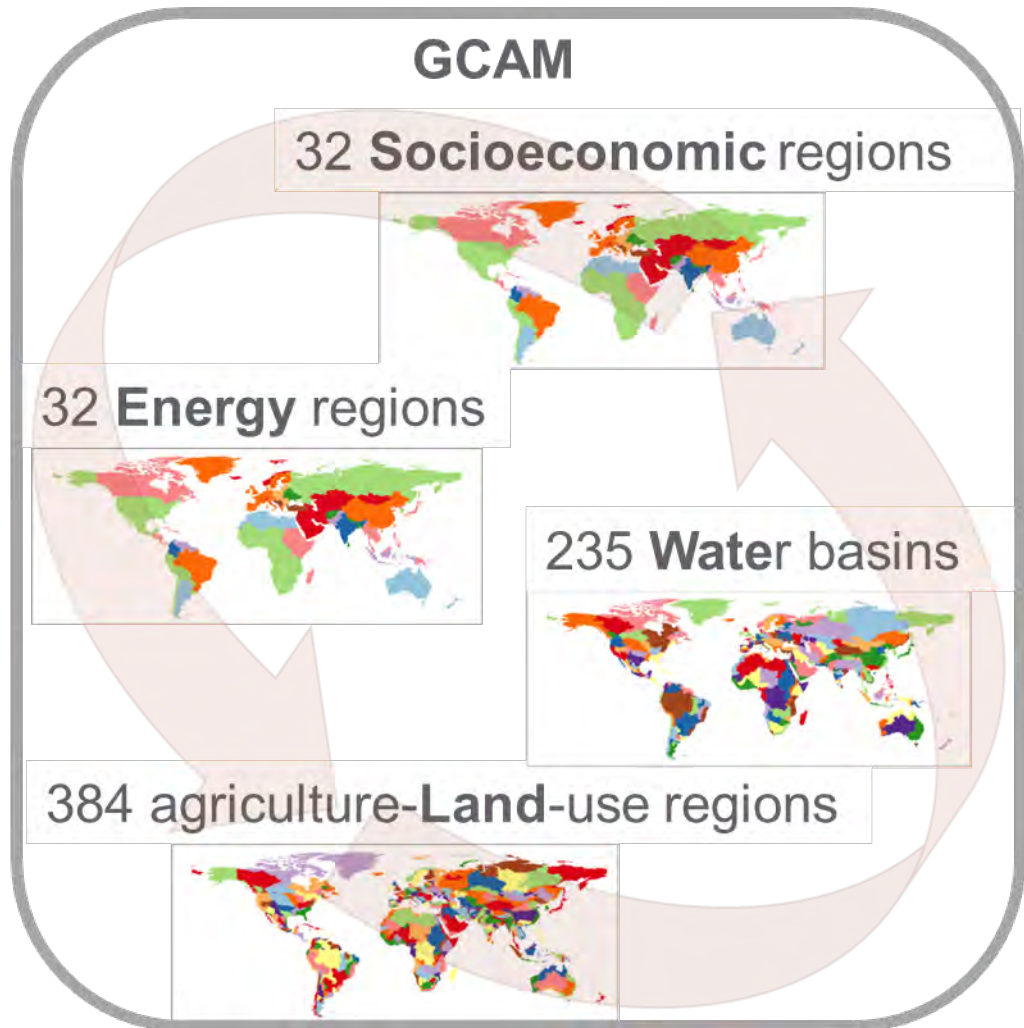 GCAM
32 Socioeconomic regions
32 Energy regions
235 Water basins
384 agriculture-Land-use regions